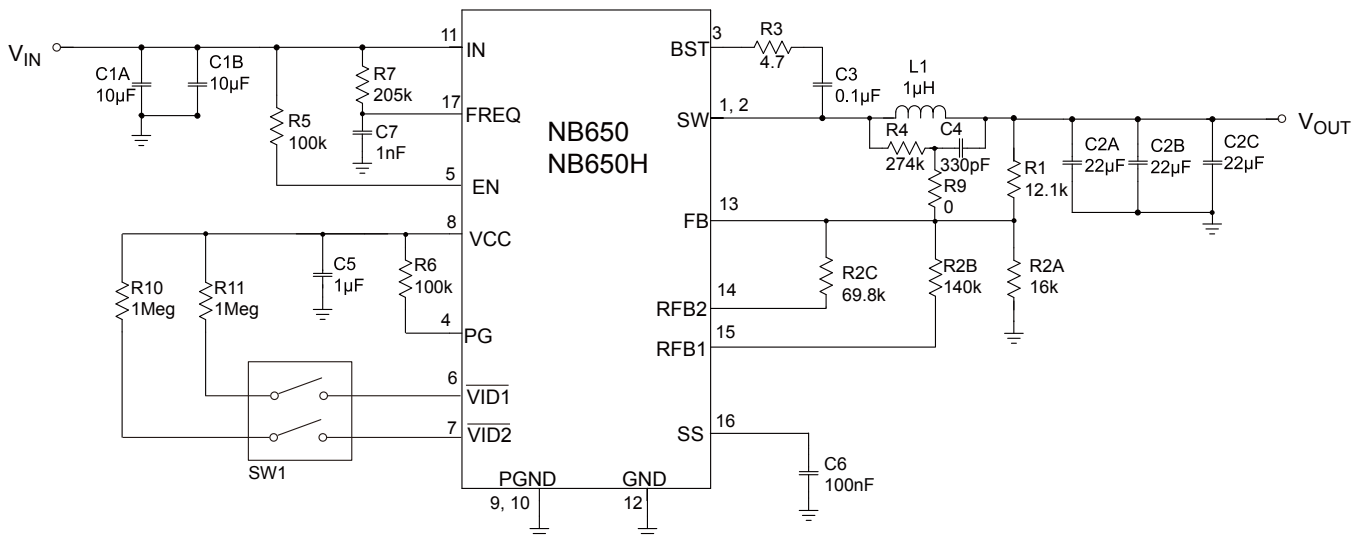 V_IN
C1A
10µF
C1B
10µF
R7
205k
R5
100k
C7
1nF
11
IN
17
FREQ
5
EN
8
VCC
4
PG
6
VID1
7
VID2
NB650
NB650H
PGND
9, 10
GND
12
R10
1Meg
R11
1Meg
C5
1µF
R6
100k
SW1
3
BST
1, 2
SW
13
FB
14
RFB2
15
RFB1
16
SS
R3
4.7
C3
0.1µF
L1
1µH
R4
274k
C4
330pF
R9
0
R1
12.1k
C2A
22µF
C2B
22µF
C2C
22µF
V_OUT
R2C
69.8k
R2B
140k
R2A
16k
C6
100nF